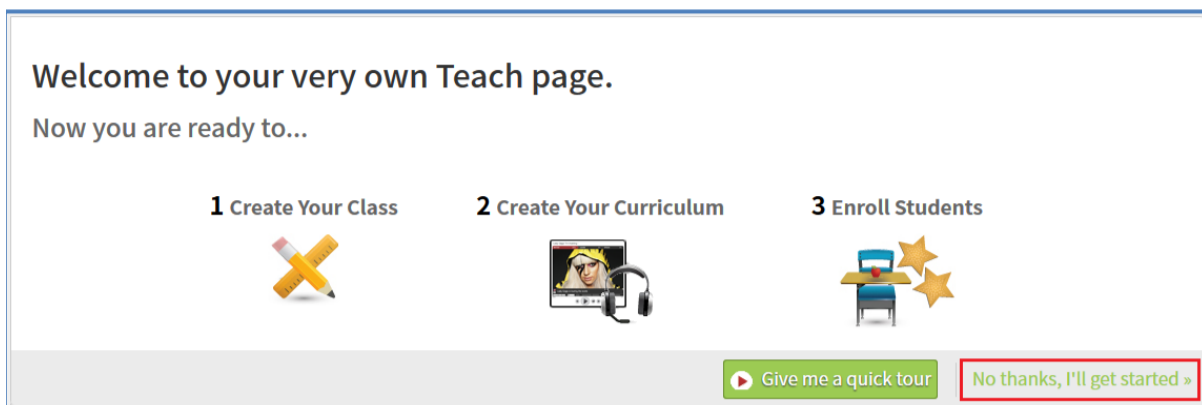 Welcome to your very own Teach page.
Now you are ready to...
1 Create Your Class
2 Create Your Curriculum
3 Enroll Students
Give me a quick tour
No thanks, I'll get started »